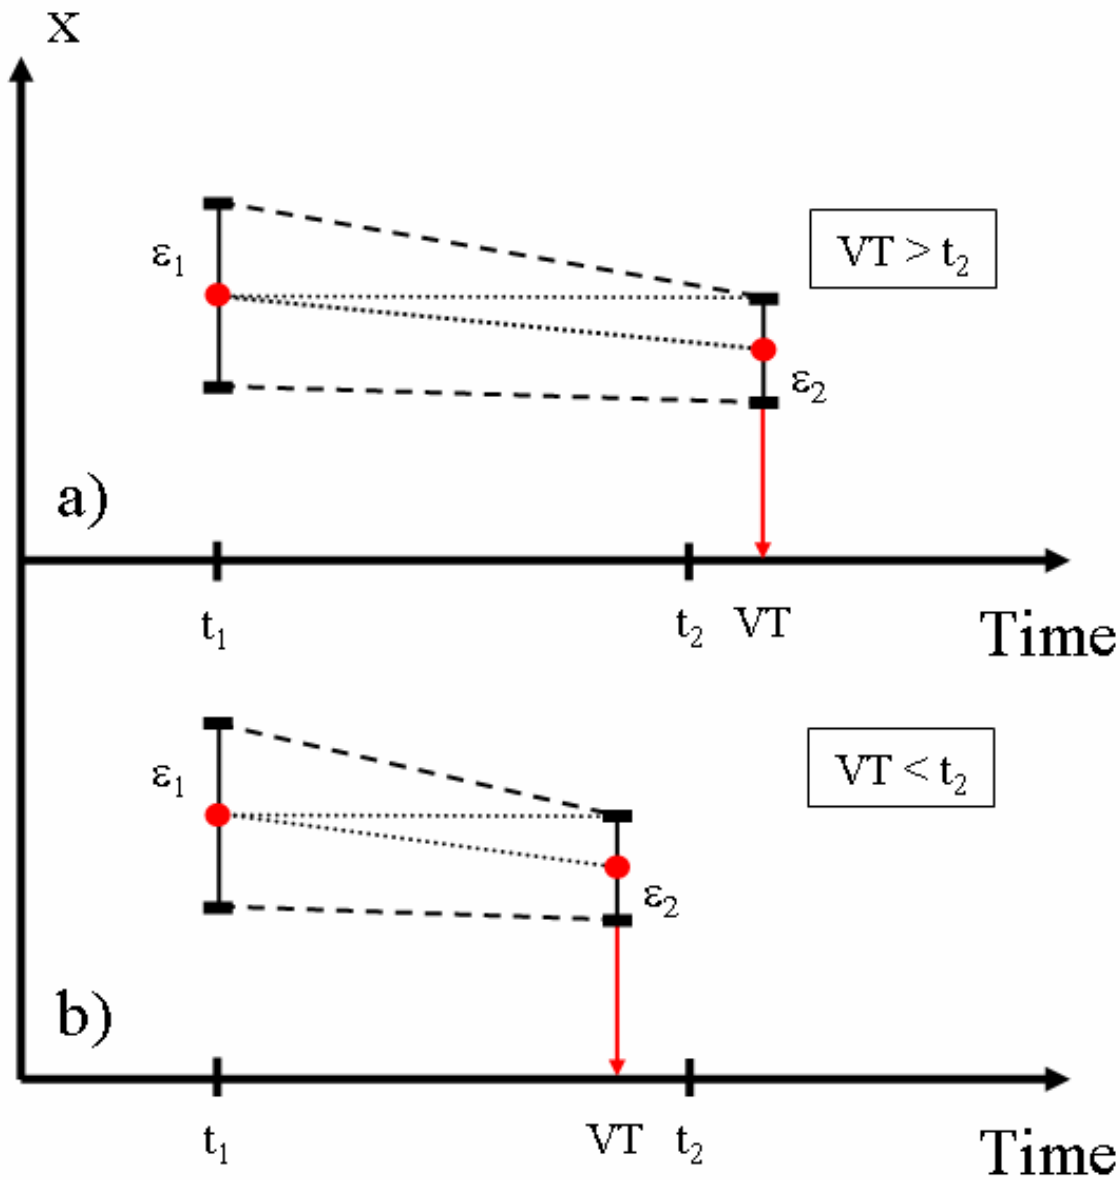 x
ε₁
VT > t₂
ε₂
a)
t₁
t₂ VT
Time
ε₁
VT < t₂
ε₂
b)
t₁
VT t₂
Time